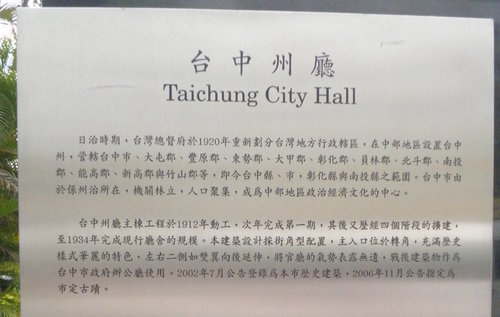 台中州廳
Taichung City Hall
日治時期，台灣總督府於1920年重新劃分台灣地方行政轄區，在中部地區設置台中
州，管轄台中市、大屯郡、豐原郡、東勢郡、大甲郡、彰化郡、員林郡、北斗郡、南投
郡、能高郡、新高郡與竹山郡等，即今台中縣、市，彰化縣與南投縣之範圍。台中市由
於係州治所在，機關林立，人口聚集，成為中部地區政治經濟文化的中心。
台中州廳主棟工程於1912年動工，次年完成第一期，其後又歷經四個階段的擴建，
至1934年完成現行廳舍的規模。本建築設計採街角型配置，主入口位於轉角，充滿歷史
樣式華麗的特色，左右二側如雙翼向後延伸，將官廳的氣勢表露無遺，戰後建築物作為
台中市政府辦公廳使用。2002年7月公告登錄為本市歷史建築，2006年11月公告指定為
市定古蹟。